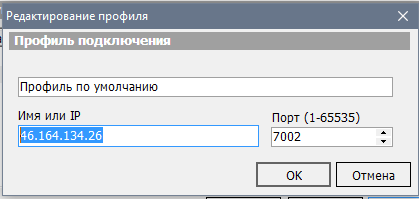 Редактирование профиля
Профиль подключения
Профиль по умолчанию
Имя или IP
Порт (1-65535)
46.164.134.26
7002
OK
Отмена